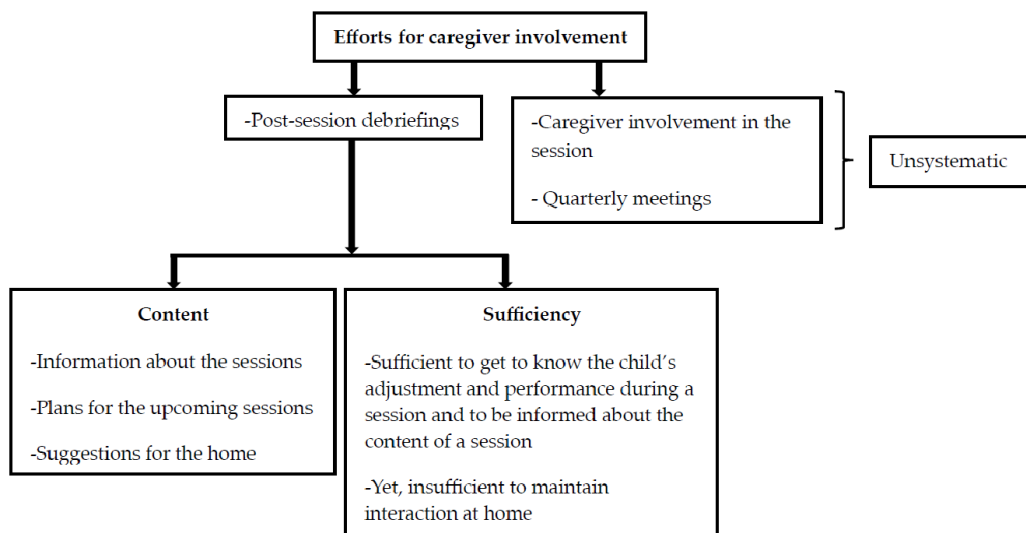 Efforts for caregiver involvement
-Post-session debriefings
-Caregiver involvement in the
session
- Quarterly meetings
Unsystematic
Content
-Information about the sessions
-Plans for the upcoming sessions
-Suggestions for the home
Sufficiency
-Sufficient to get to know the child’s
adjustment and performance during a
session and to be informed about the
content of a session
-Yet, insufficient to maintain
interaction at home